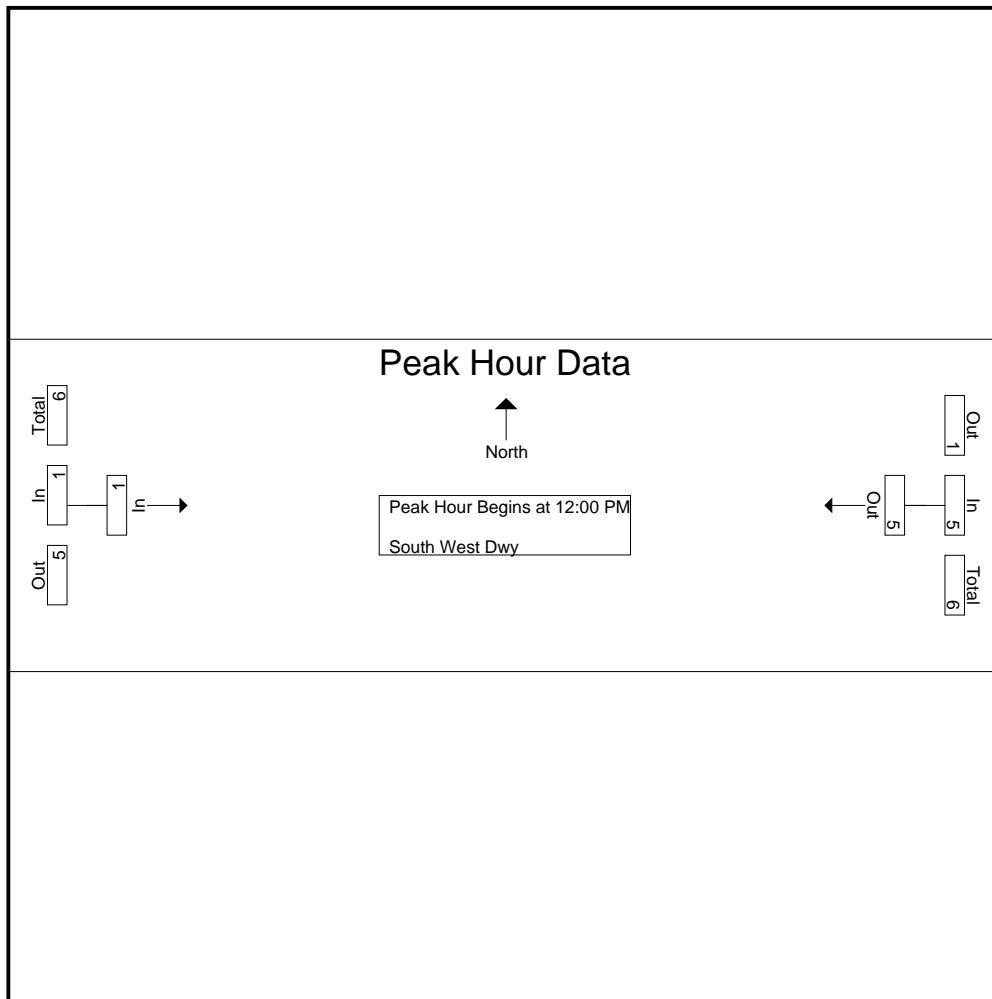 Peak Hour Data
North
Peak Hour Begins at 12:00 PM
South West Dwy
Total
6
In
1
Out
5
1
In
Out
1
In
5
Total
6
Out
5